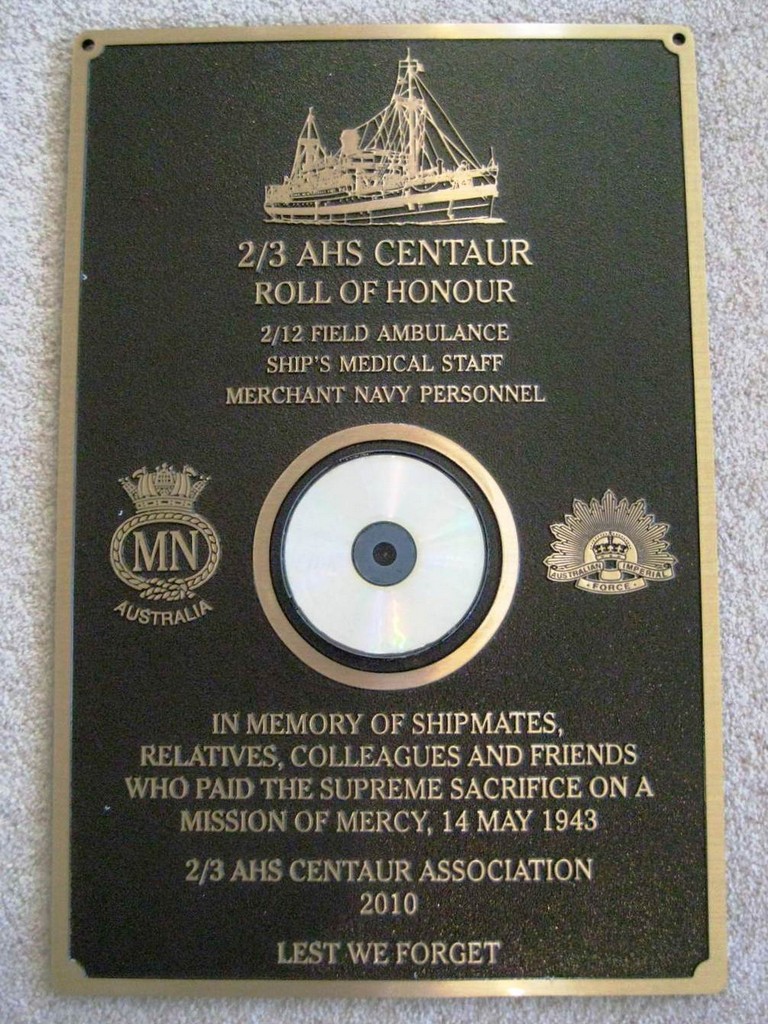 2/3 AHS CENTAUR
ROLL OF HONOUR
2/12 FIELD AMBULANCE
SHIP'S MEDICAL STAFF
MERCHANT NAVY PERSONNEL
MN
AUSTRALIA
AUSTRALIAN IMPERIAL
FORCE
IN MEMORY OF SHIPMATES,
RELATIVES, COLLEAGUES AND FRIENDS
WHO PAID THE SUPREME SACRIFICE ON A
MISSION OF MERCY, 14 MAY 1943
2/3 AHS CENTAUR ASSOCIATION
2010
LEST WE FORGET